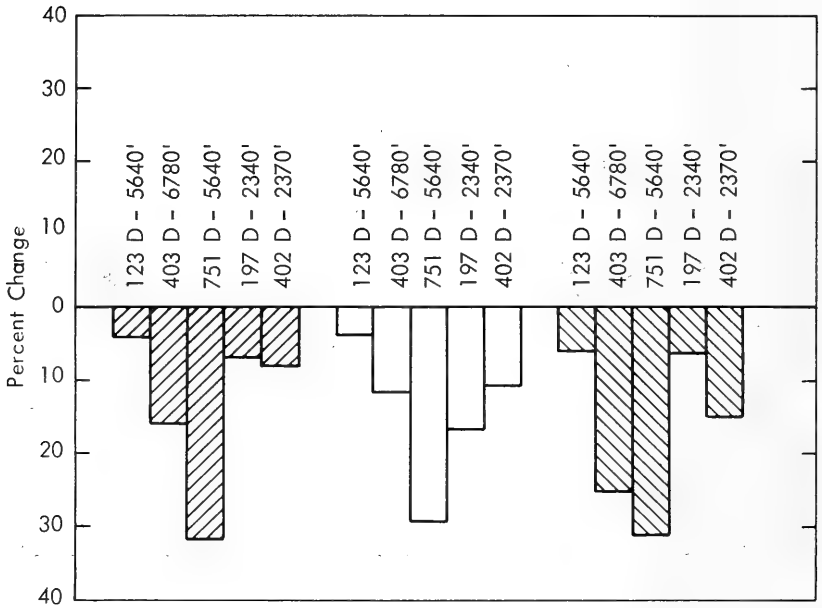 40
30
20
10
0
10
20
30
40
Percent Change
123 D - 5640'
403 D - 6780'
751 D - 5640'
197 D - 2340'
402 D - 2370'
123 D - 5640'
403 D - 6780'
751 D - 5640'
197 D - 2340'
402 D - 2370'
123 D - 5640'
403 D - 6780'
751 D - 5640'
197 D - 2340'
402 D - 2370'